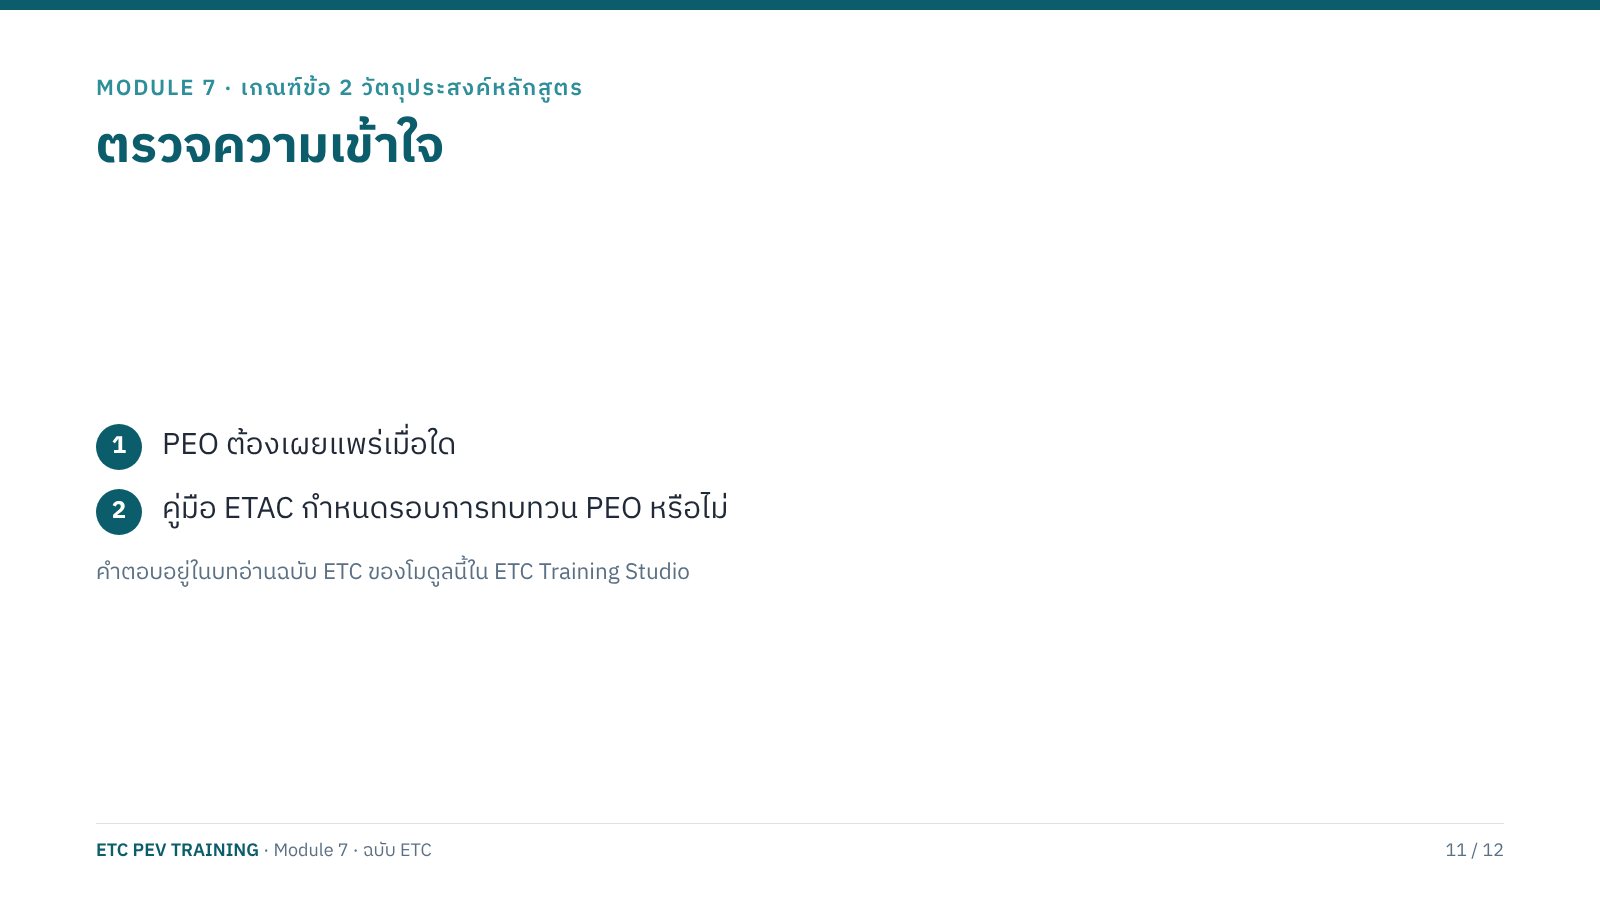 MODULE 7 · เกณฑ์ข้อ 2 วัตถุประสงค์หลักสูตร
ตรวจความเข้าใจ
1 PEO ต้องเผยแพร่เมื่อใด
2 คู่มือ ETAC กำหนดรอบการทบทวน PEO หรือไม่
คำตอบอยู่ในบทอ่านฉบับ ETC ของโมดูลนี้ใน ETC Training Studio
ETC PEV TRAINING · Module 7 · ฉบับ ETC
11 / 12